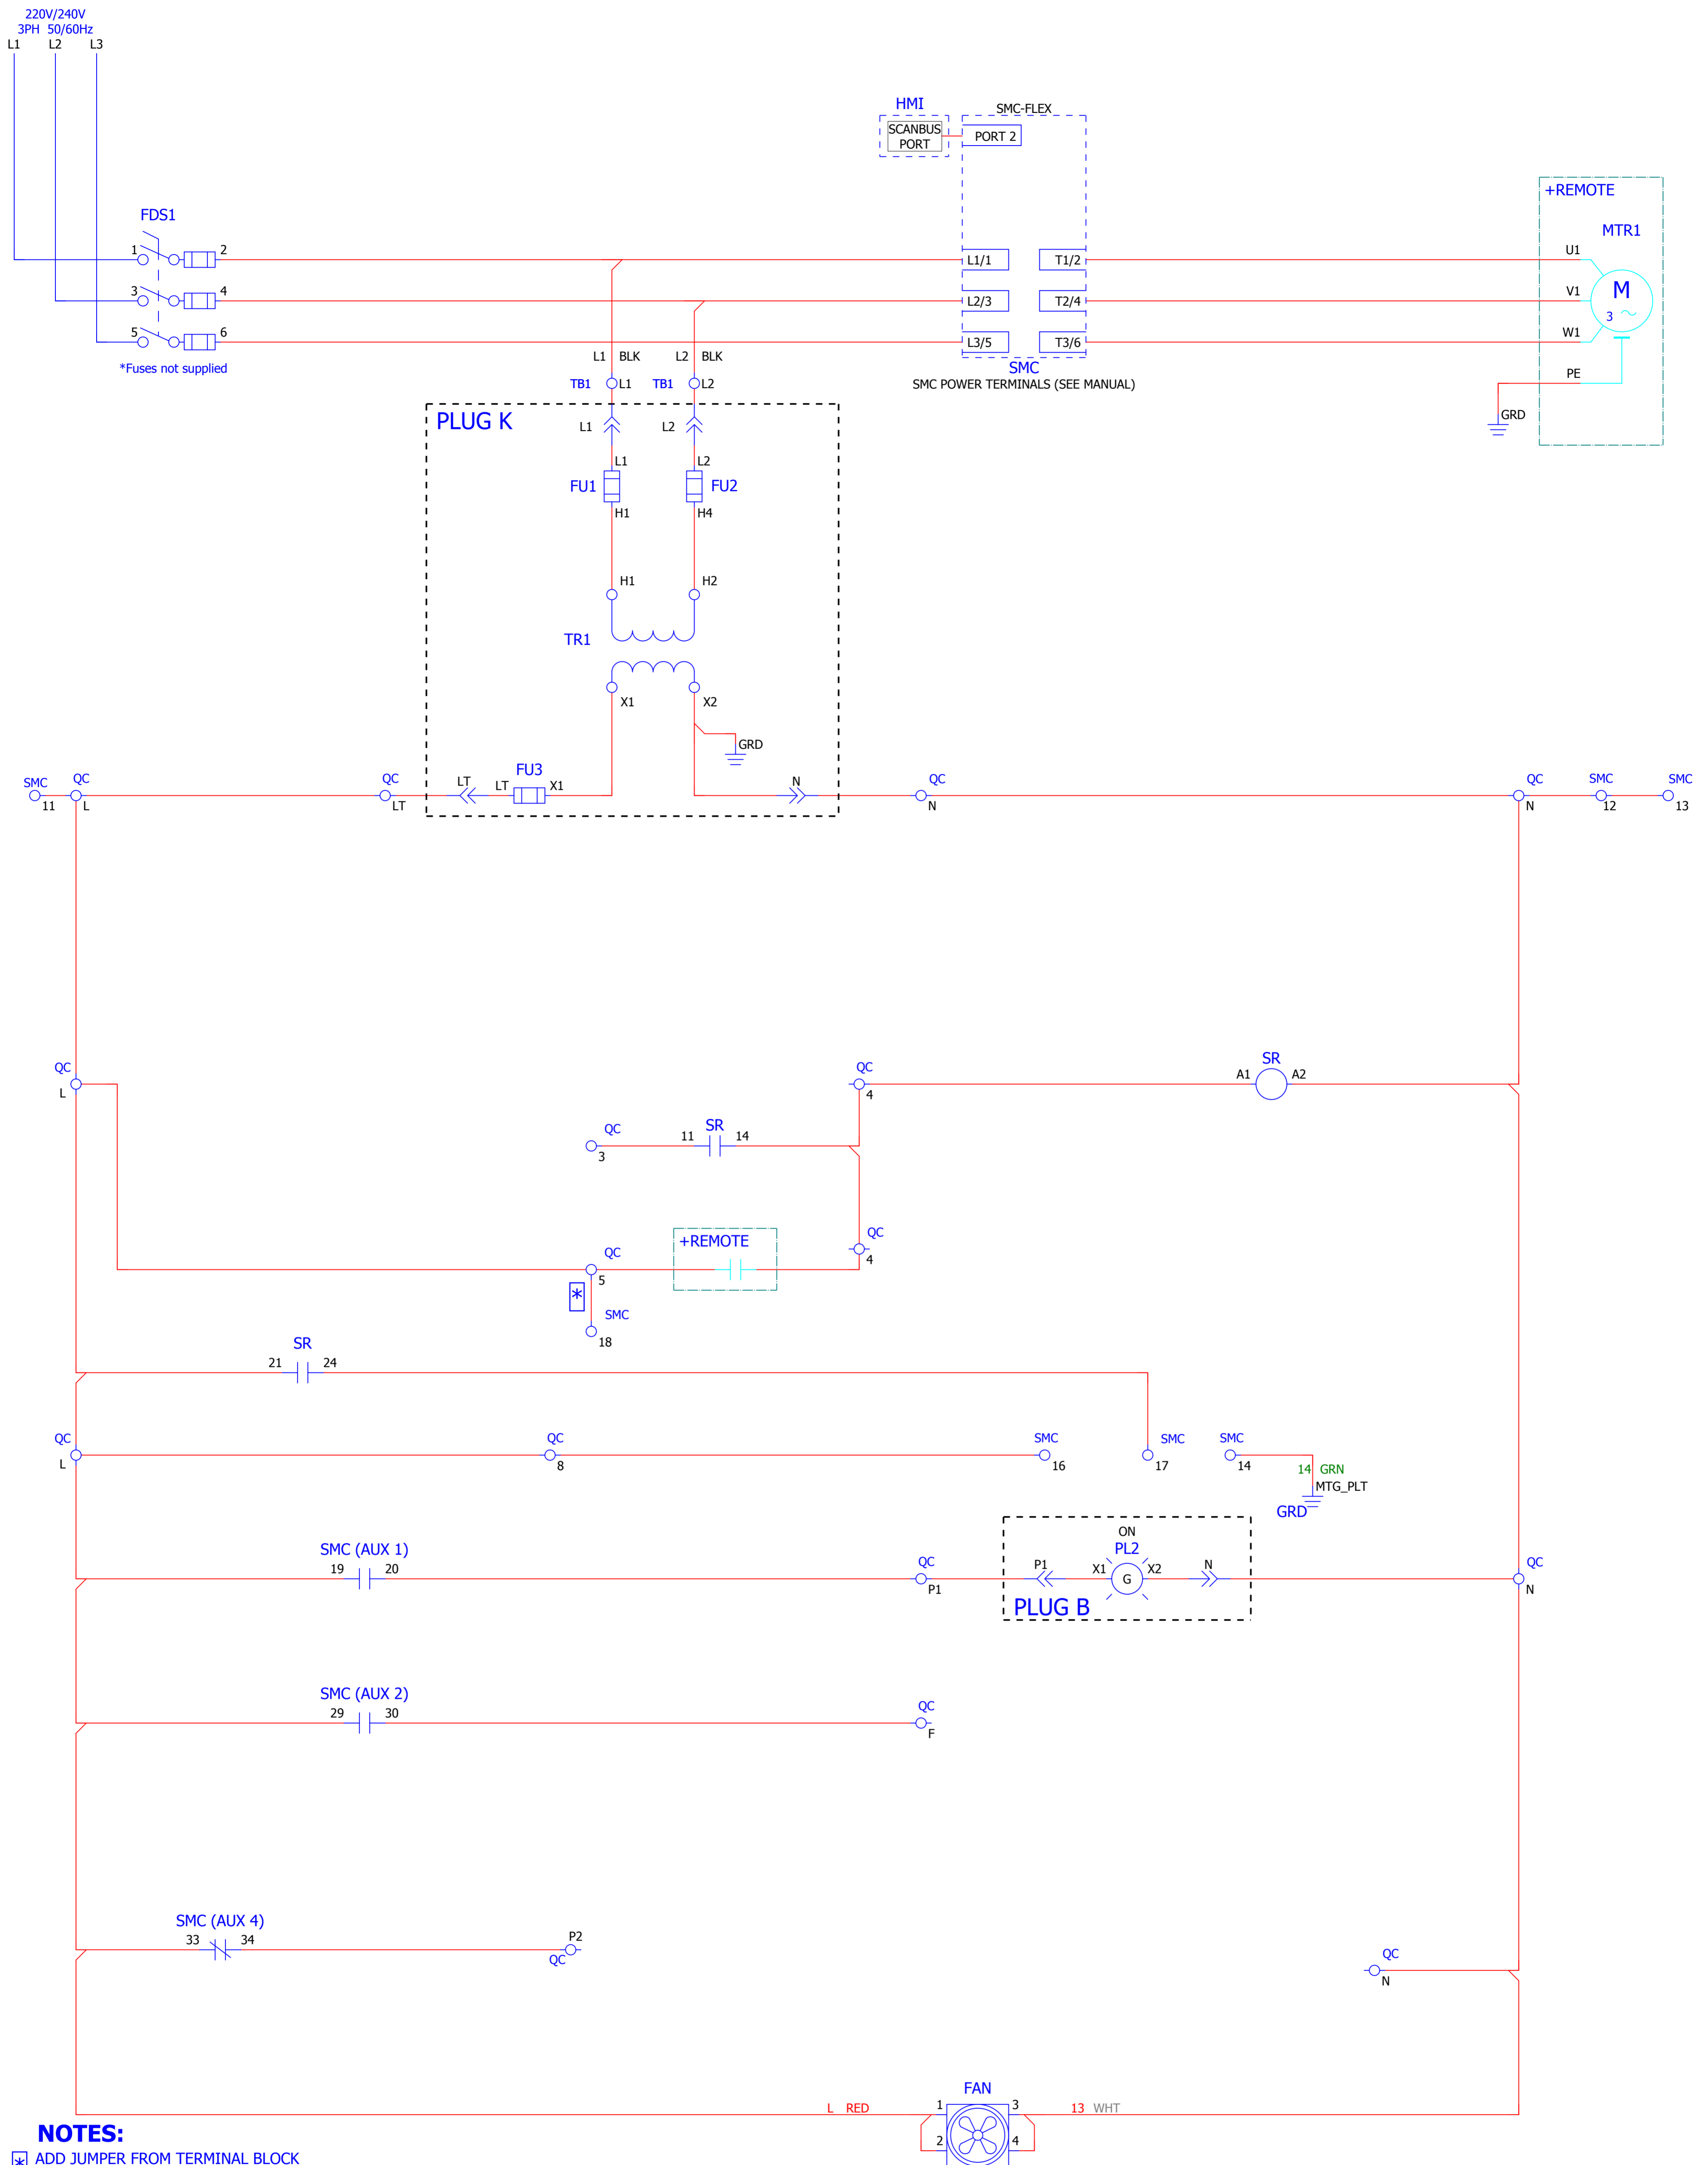 220V/240V
3PH 50/60Hz
L1 L2 L3
HMI
SMC-FLEX
SCANBUS
PORT
PORT 2
+REMOTE
MTR1
FDS1
1 2
L1/1 T1/2
U1
3 4
L2/3 T2/4
V1
M
3
5 6
L3/5 T3/6
W1
*Fuses not supplied
L1 BLK L2 BLK
SMC
SMC POWER TERMINALS (SEE MANUAL)
PE
GRD
TB1 L1 TB1 L2
PLUG K
L1 L2
L1 L2
FU1 FU2
H1 H4
H1 H2
TR1
X1 X2
GRD
SMC QC QC LT LT FU3 X1 N QC QC SMC SMC
11 L LT N N 12 13
QC QC SR
L 4 A1 A2
QC 11 SR 14
3
QC
4
+REMOTE
QC
5
*
SMC
18
SR
21 24
QC QC SMC SMC SMC
L 8 16 17 14
14 GRN
MTG_PLT
GRD
ON
SMC (AUX 1) PL2
19 20 QC P1 X1 G X2 N QC
P1 N
PLUG B
SMC (AUX 2)
29 30 QC
F
SMC (AUX 4)
33 34 P2
QC
QC
N
FAN
L RED 1 3 13 WHT
2 4
NOTES:
* ADD JUMPER FROM TERMINAL BLOCK